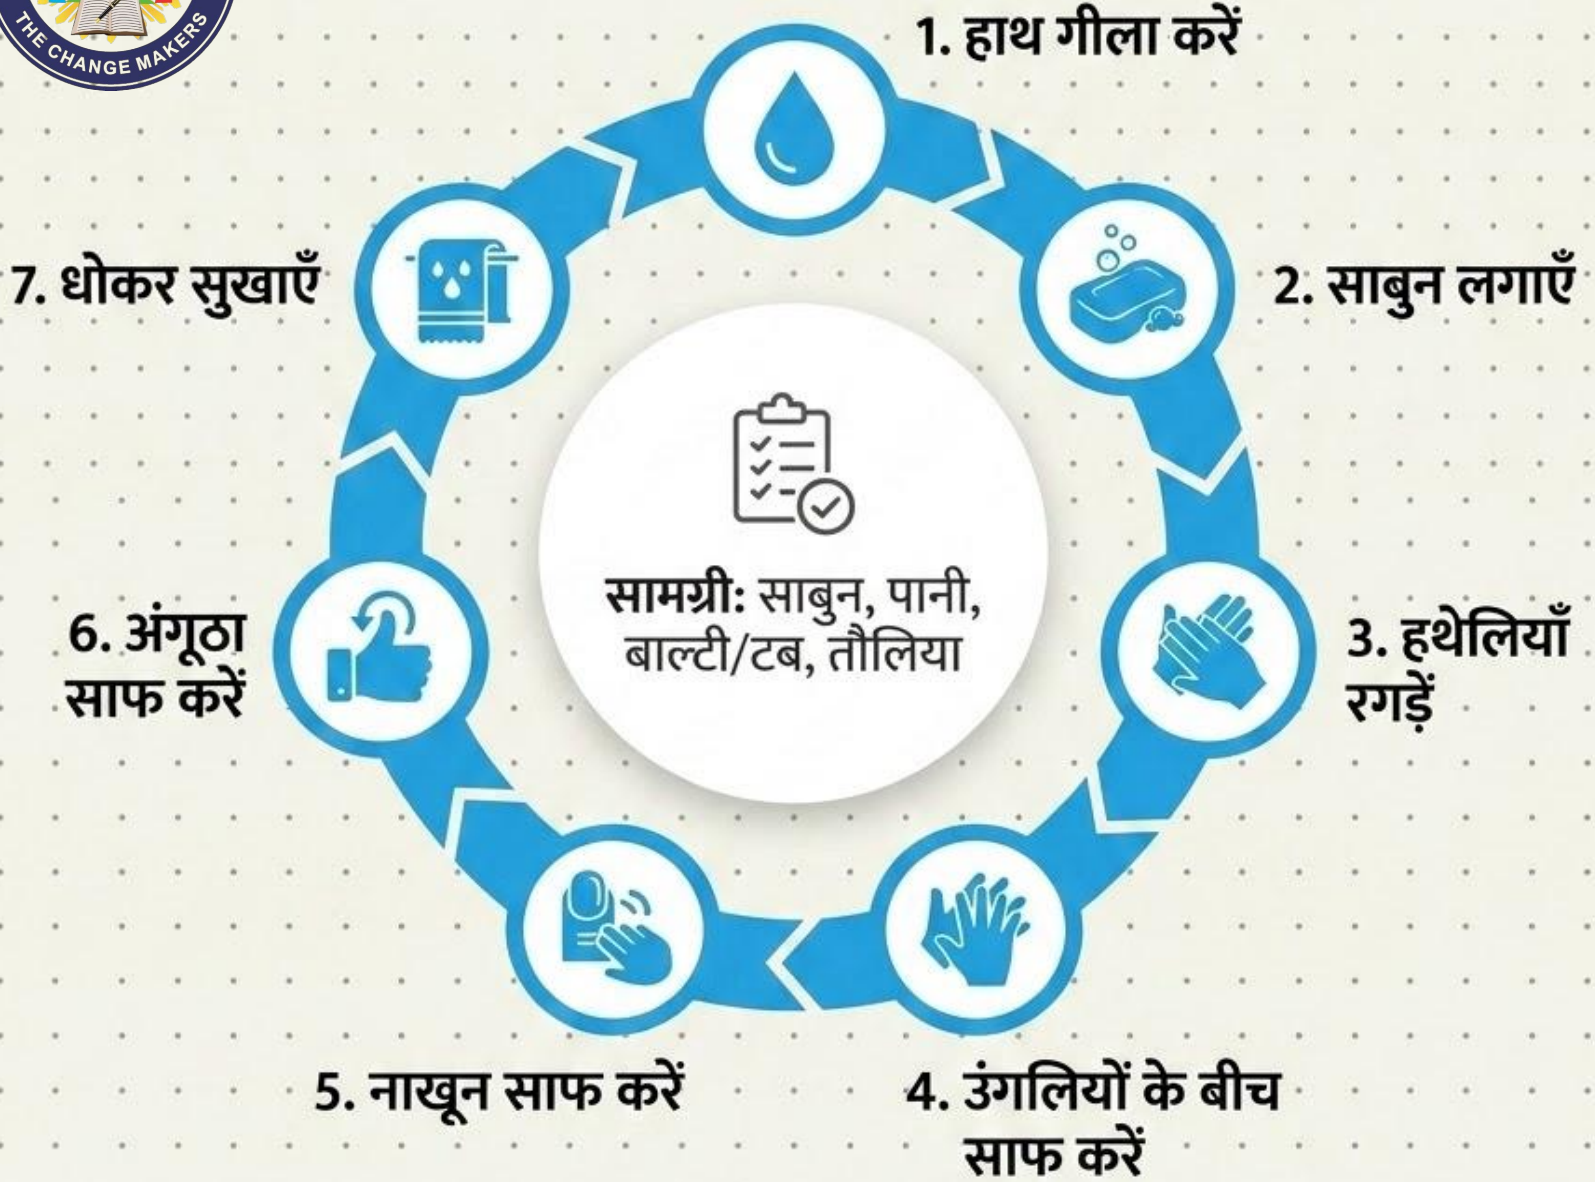 THE CHANGE MAKERS
1. हाथ गीला करें
2. साबुन लगाएँ
3. हथेलियाँ
रगड़ें
4. उंगलियों के बीच
साफ करें
5. नाखून साफ करें
6. अंगूठा
साफ करें
7. धोकर सुखाएँ
सामग्री: साबुन, पानी,
बाल्टी/टब, तौलिया